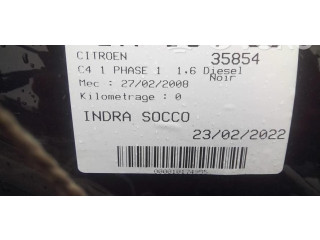 CITROEN 35854
C4 1 PHASE 1 1.6 Diesel
Noir
Mec : 27/02/2008
Kilometrage : 0
INDRA SOCCO
23/02/2022